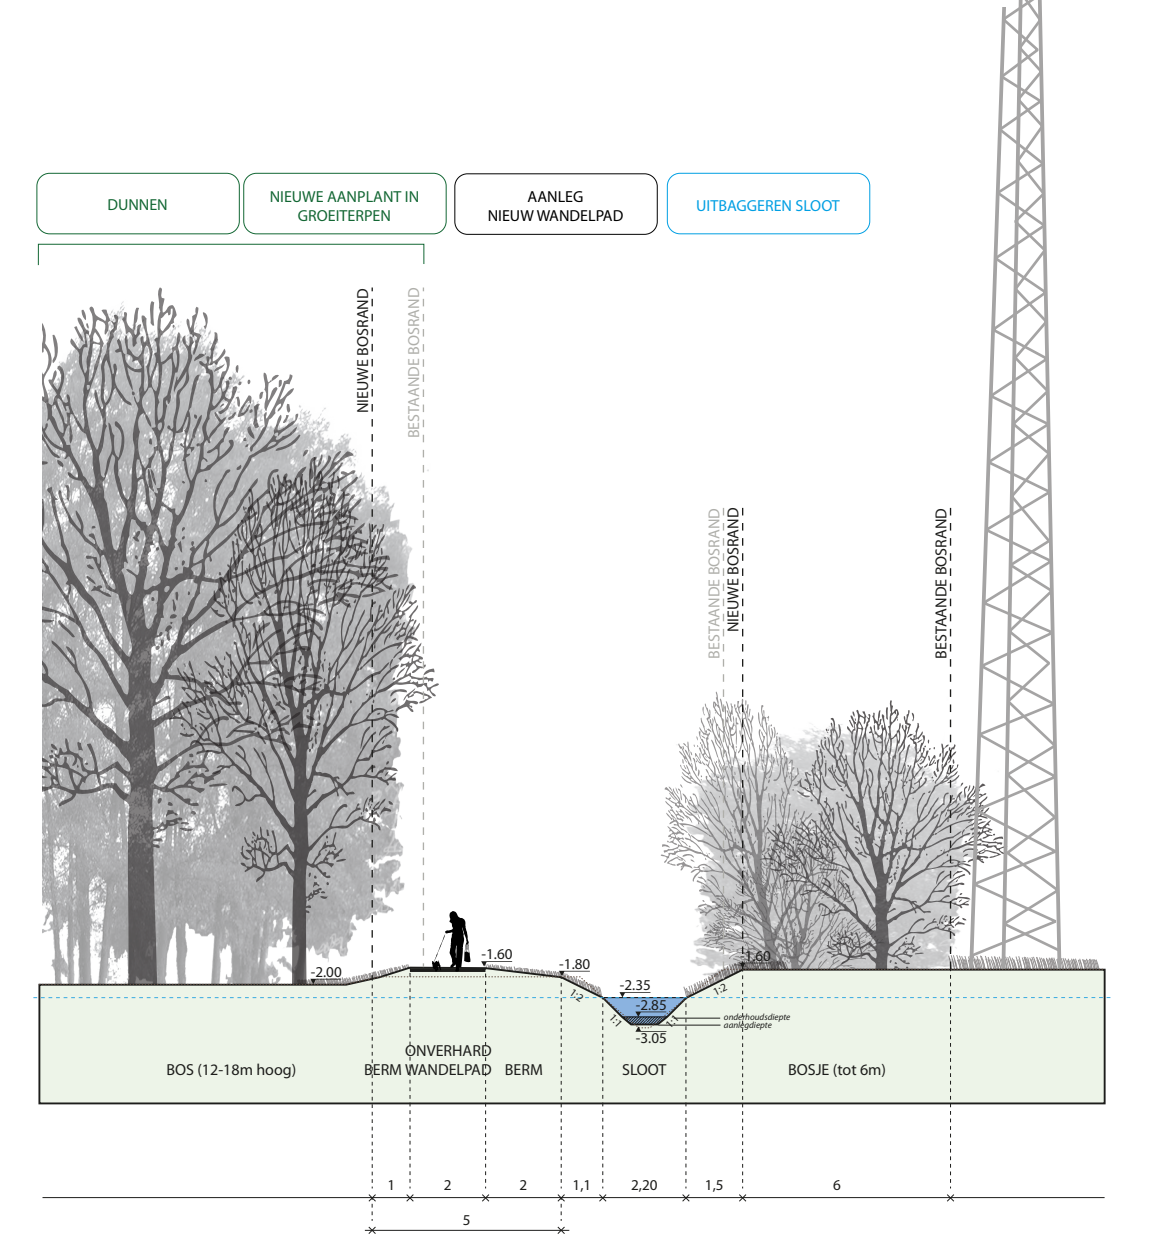 DUNNEN
NIEUWE AANPLANT IN
GROEITERPEN
AANLEG
NIEUW WANDELPAD
UITBAGGEREN SLOOT
NIEUWE BOSRAND
BESTAANDE BOSRAND
BESTAANDE BOSRAND
NIEUWE BOSRAND
BESTAANDE BOSRAND
-2.00
-1.60
-1.80
1:2
1:1
-2.35
-2.85
-3.05
1:1
1:2
1.60
onderhoudsdiepte
aanlegdiepte
BOS (12-18m hoog)
BERM
ONVERHARD
WANDELPAD
BERM
SLOOT
BOSJE (tot 6m)
1
2
2
1,1
2,20
1,5
6
5